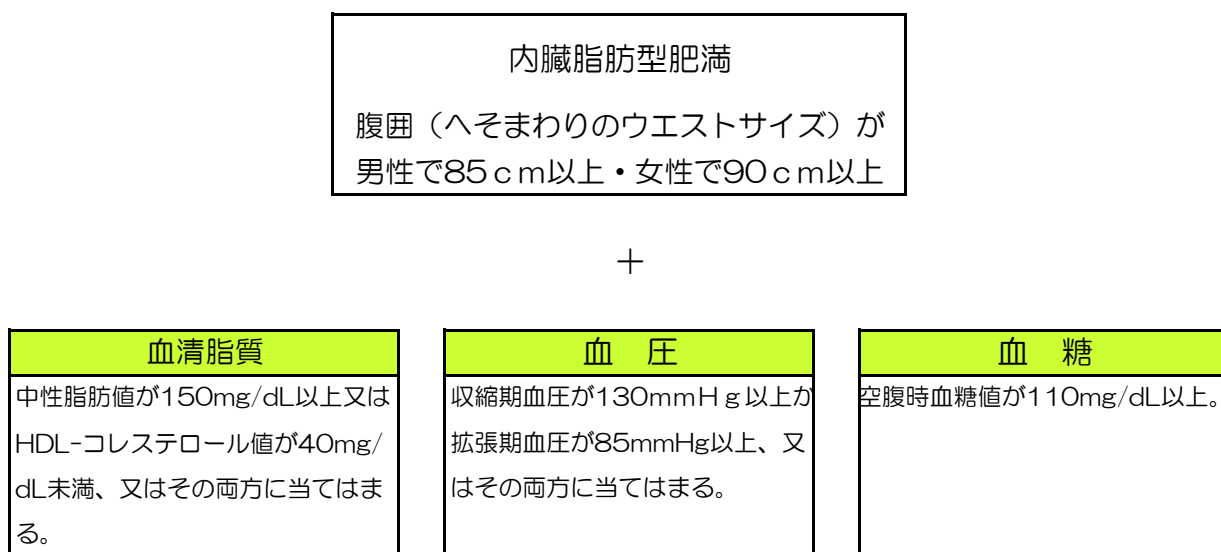 内臓脂肪型肥満
腹囲（へそまわりのウエストサイズ）が
男性で85ｃｍ以上・女性で90ｃｍ以上
＋
血清脂質
中性脂肪値が150mg/dL以上又は
HDL-コレステロール値が40mg/
dL未満、又はその両方に当てはま
る。
血　圧
収縮期血圧が130mmHｇ以上か
拡張期血圧が85mmHg以上、又
はその両方に当てはまる。
血　糖
空腹時血糖値が110mg/dL以上。